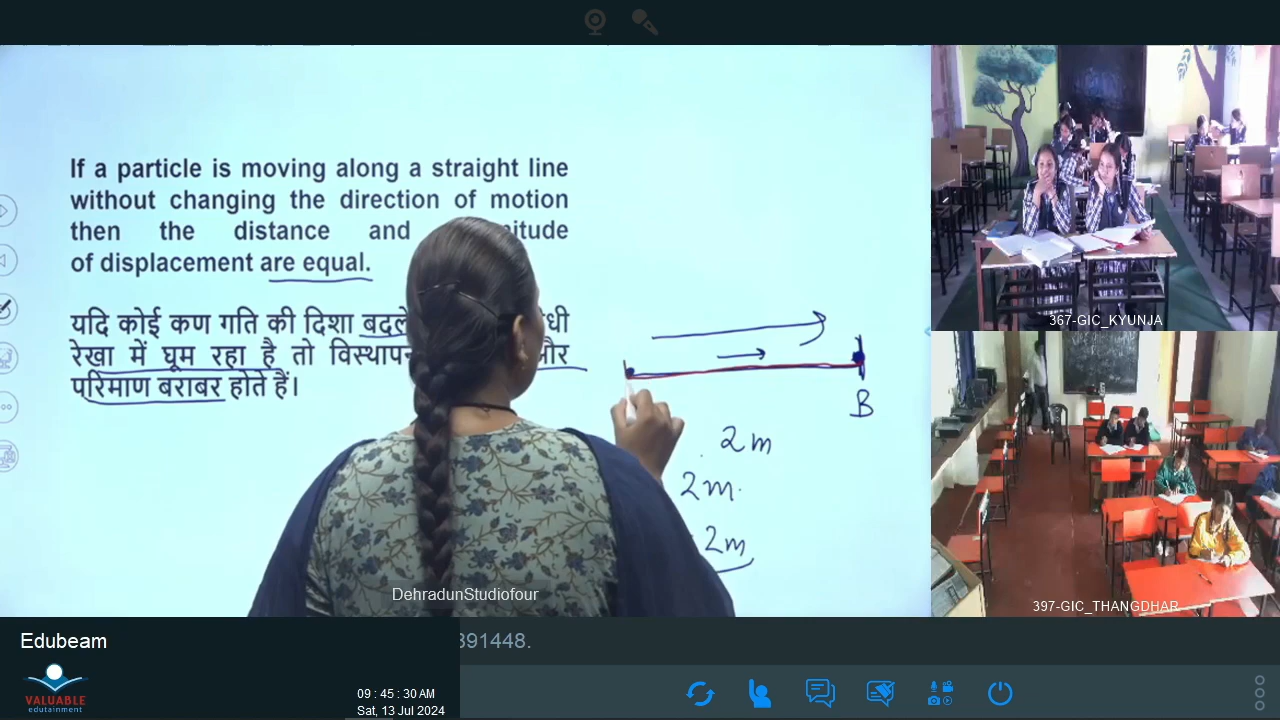 If a particle is moving along a straight line
without changing the direction of motion
then the distance and
of displacement are equal.
यदि कोई कण गति की दिशा
रेखा में घूम रहा है तो और
परिमाण बराबर होते हैं।
B
2m
2m
2m
DehradunStudiofour
367-GIC_KYUNJA
397-GIC_THANGDHAR
Edubeam
391448.
VALUABLE
edutainment
09 : 45 : 30 AM
Sat, 13 Jul 2024